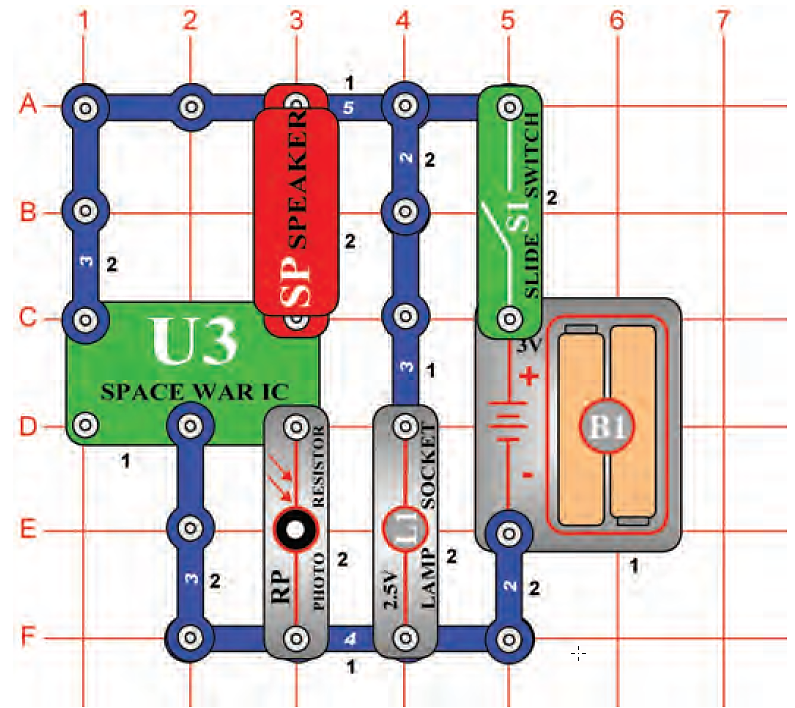 1 2 3 4 5 6 7
A
B
C
D
E
F
1
5
2
2
3
2
SP SPEAKER
2
S1
SLIDE SWITCH
2
U3
SPACE WAR IC
1
3
1
3V
+
-
B1
1
RP
PHOTO RESISTOR
2
L1
2.5V
LAMP SOCKET
2
3
2
4
1
2
2